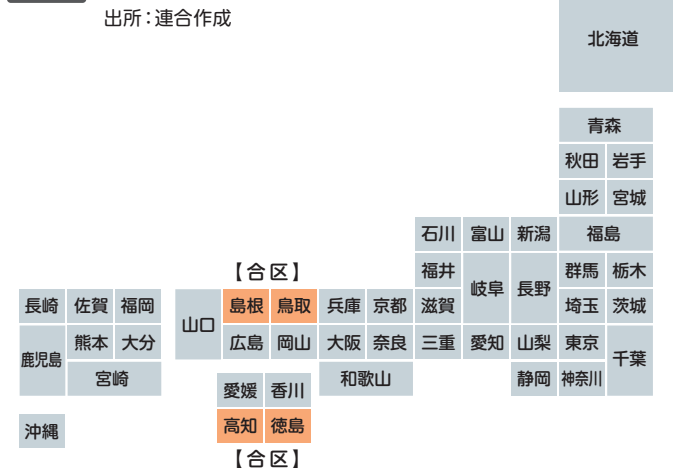 出所：連合作成
北海道
青森
秋田 岩手
山形 宮城
石川 富山 新潟 福島
【合区】
福井 岐阜 長野 群馬 栃木
長崎 佐賀 福岡 山口 島根 鳥取 兵庫 京都 滋賀 埼玉 茨城
鹿児島 熊本 大分 広島 岡山 大阪 奈良 三重 愛知 山梨 東京 千葉
宮崎 愛媛 香川 和歌山 静岡 神奈川
沖縄 高知 徳島
【合区】